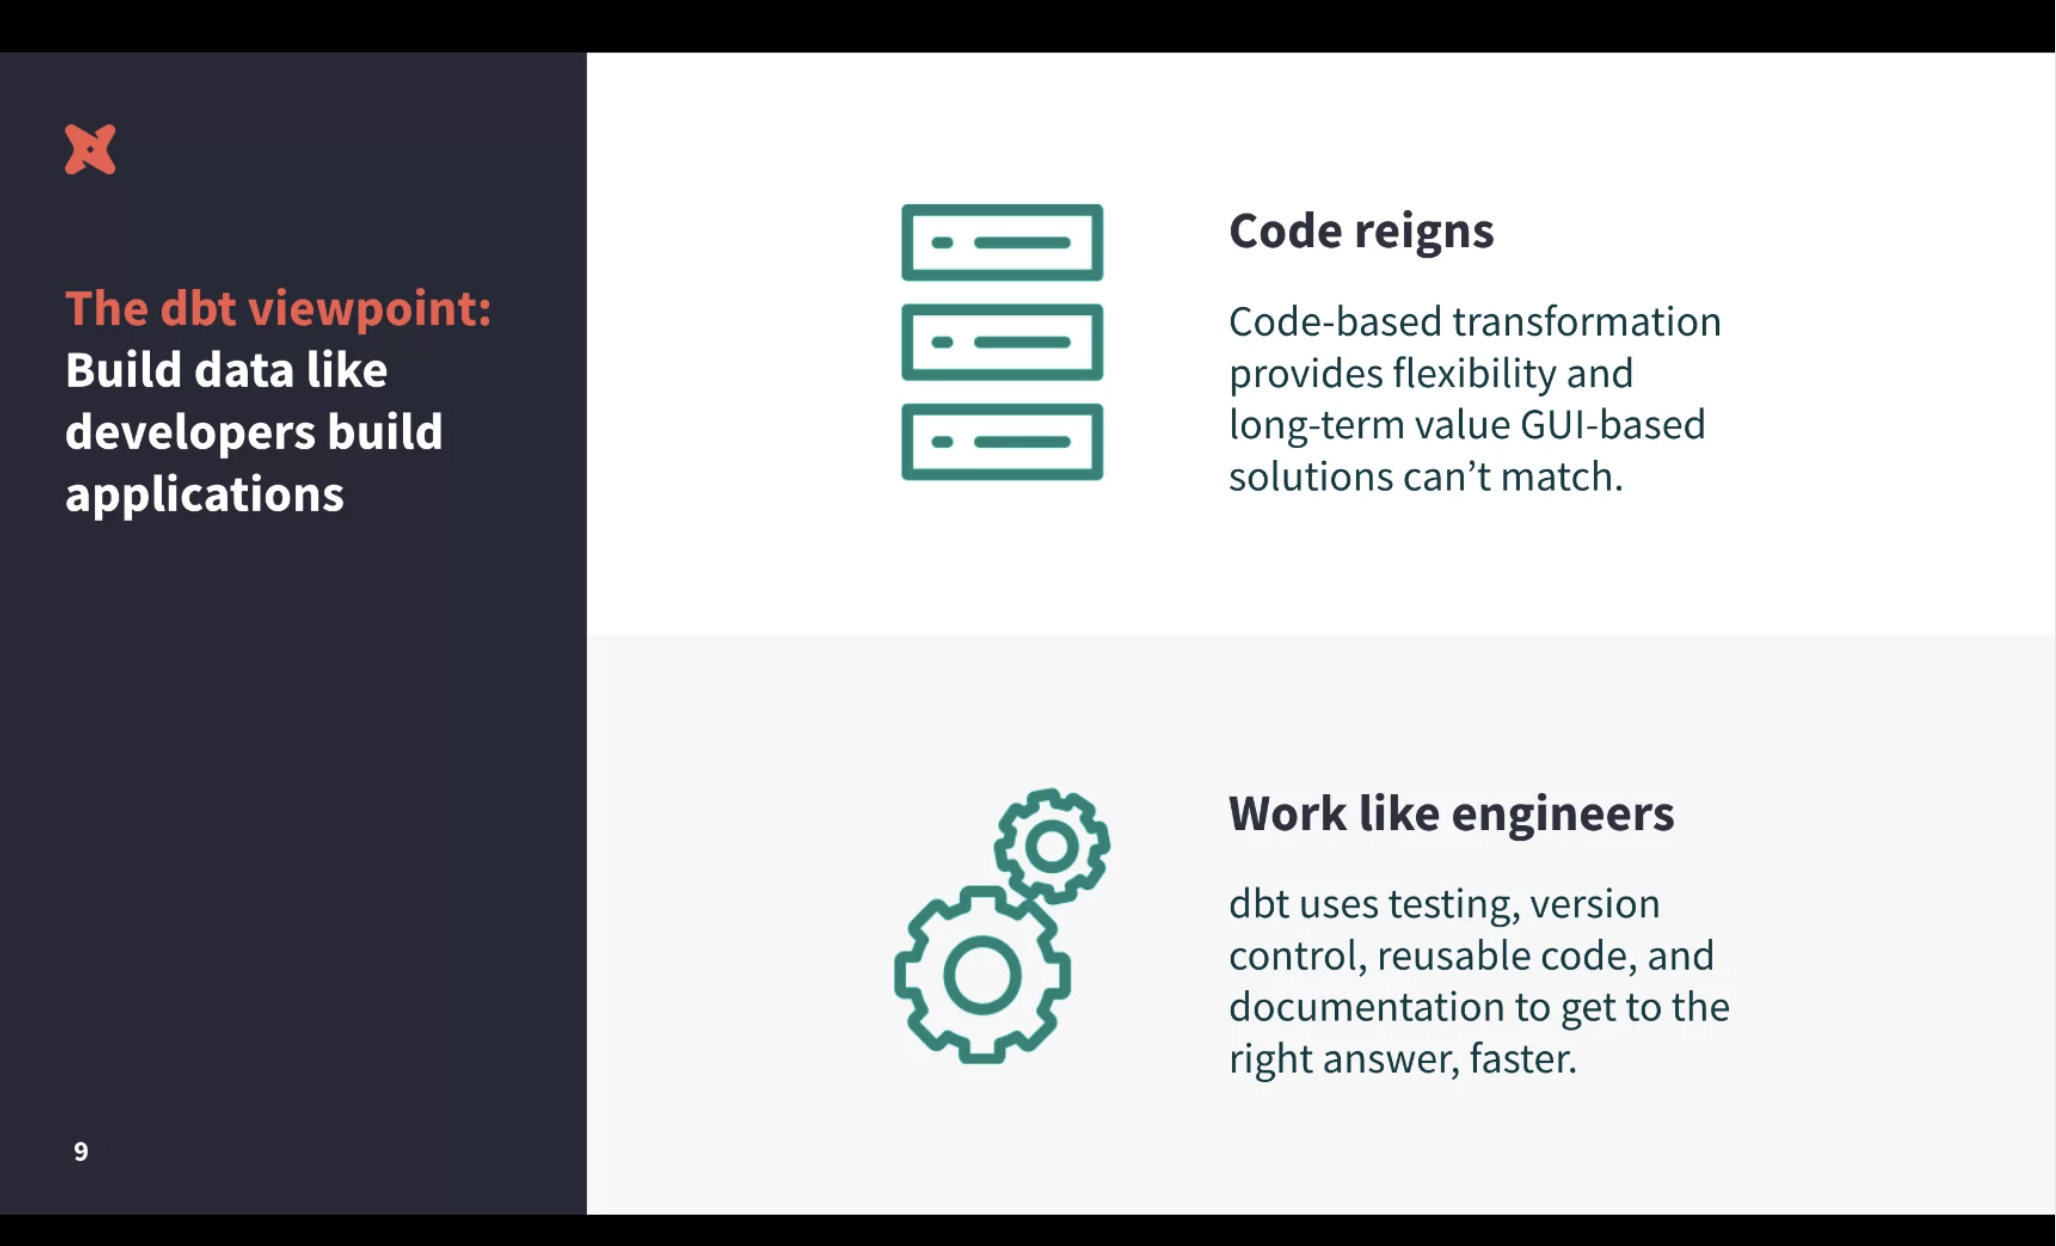 The dbt viewpoint:
Build data like
developers build
applications
9
Code reigns
Code-based transformation
provides flexibility and
long-term value GUI-based
solutions can’t match.
Work like engineers
dbt uses testing, version
control, reusable code, and
documentation to get to the
right answer, faster.